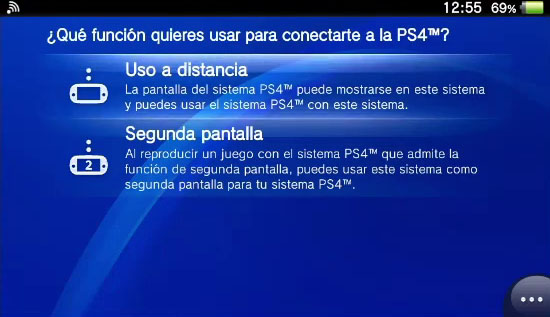 12:55 69%
¿Qué función quieres usar para conectarte a la PS4™?
Uso a distancia
La pantalla del sistema PS4™ puede mostrarse en este sistema
y puedes usar el sistema PS4™ con este sistema.
Segunda pantalla
2
Al reproducir un juego con el sistema PS4™ que admite la
función de segunda pantalla, puedes usar este sistema como
segunda pantalla para tu sistema PS4™.